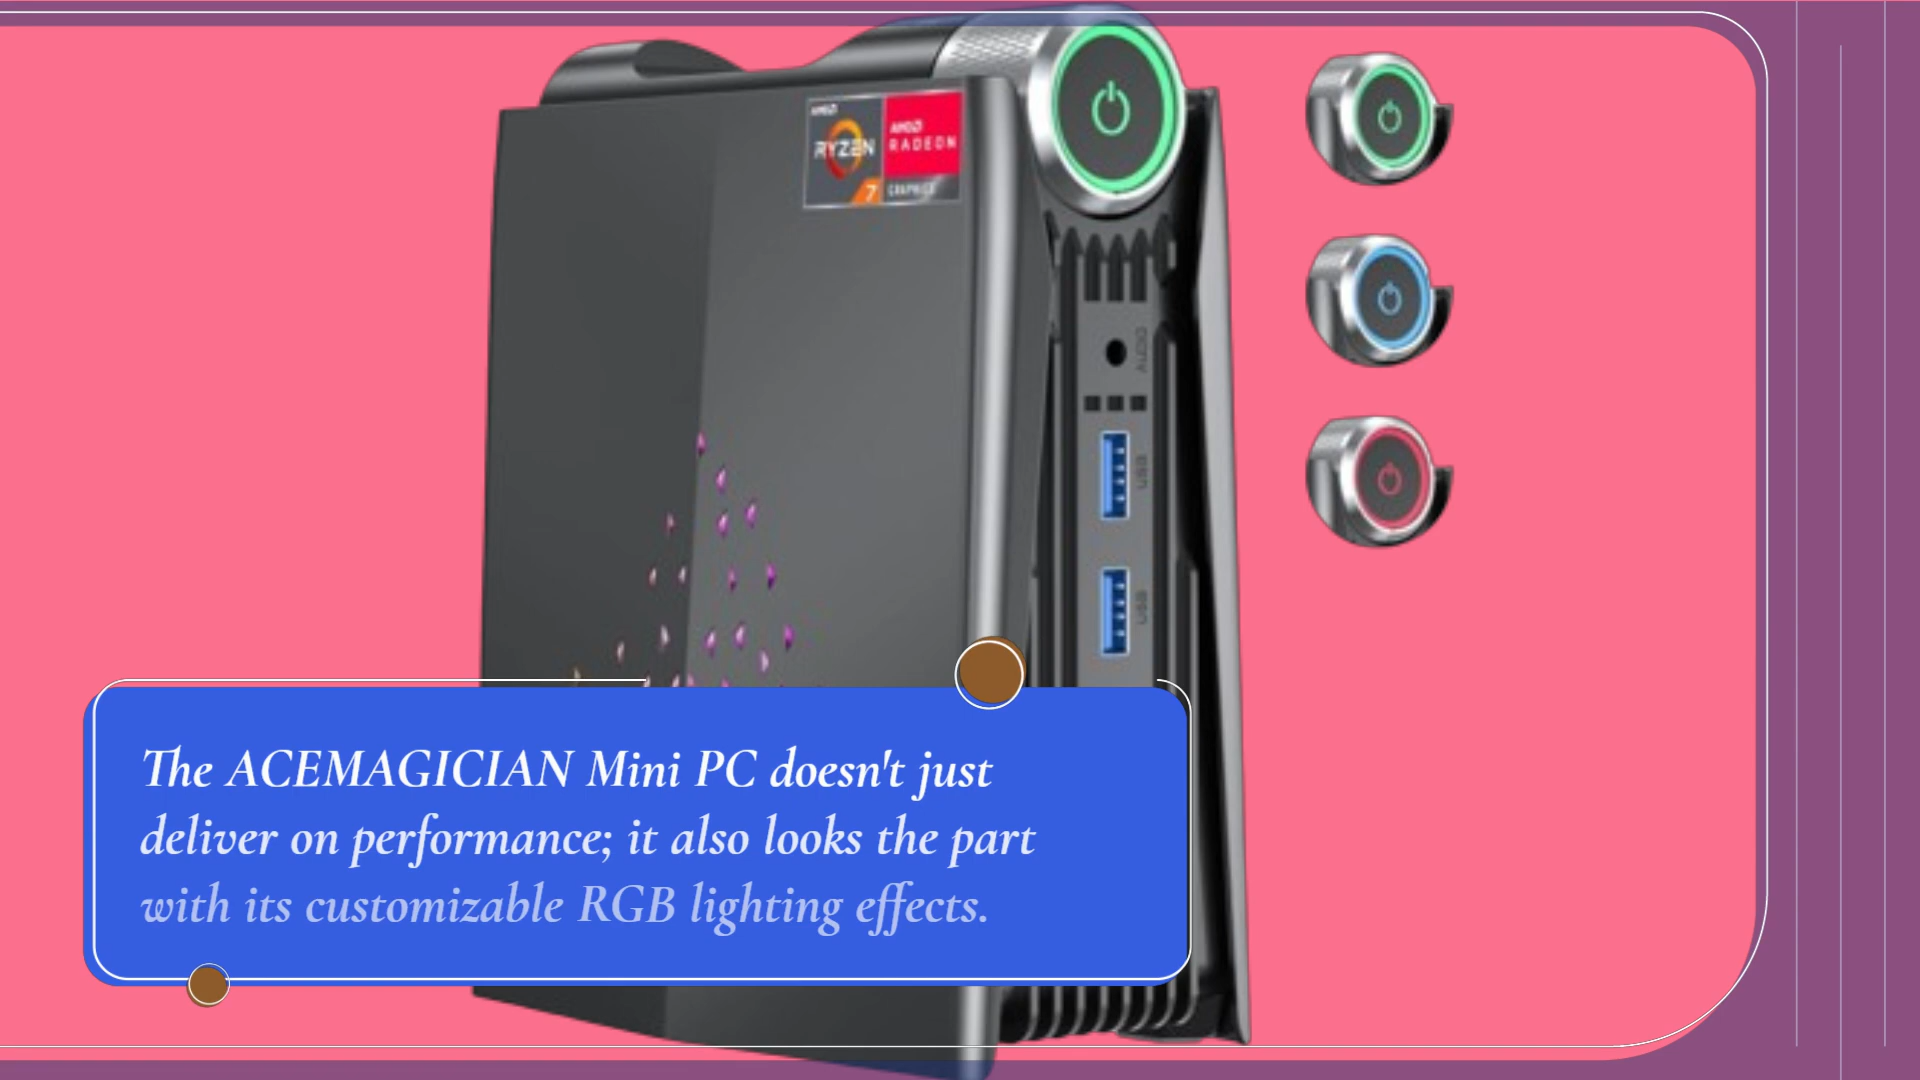 AMD
RYZEN
7
AMD
RADEON
GRAPHICS
USB
USB
The ACEMAGICIAN Mini PC doesn't just
deliver on performance; it also looks the part
with its customizable RGB lighting effects.